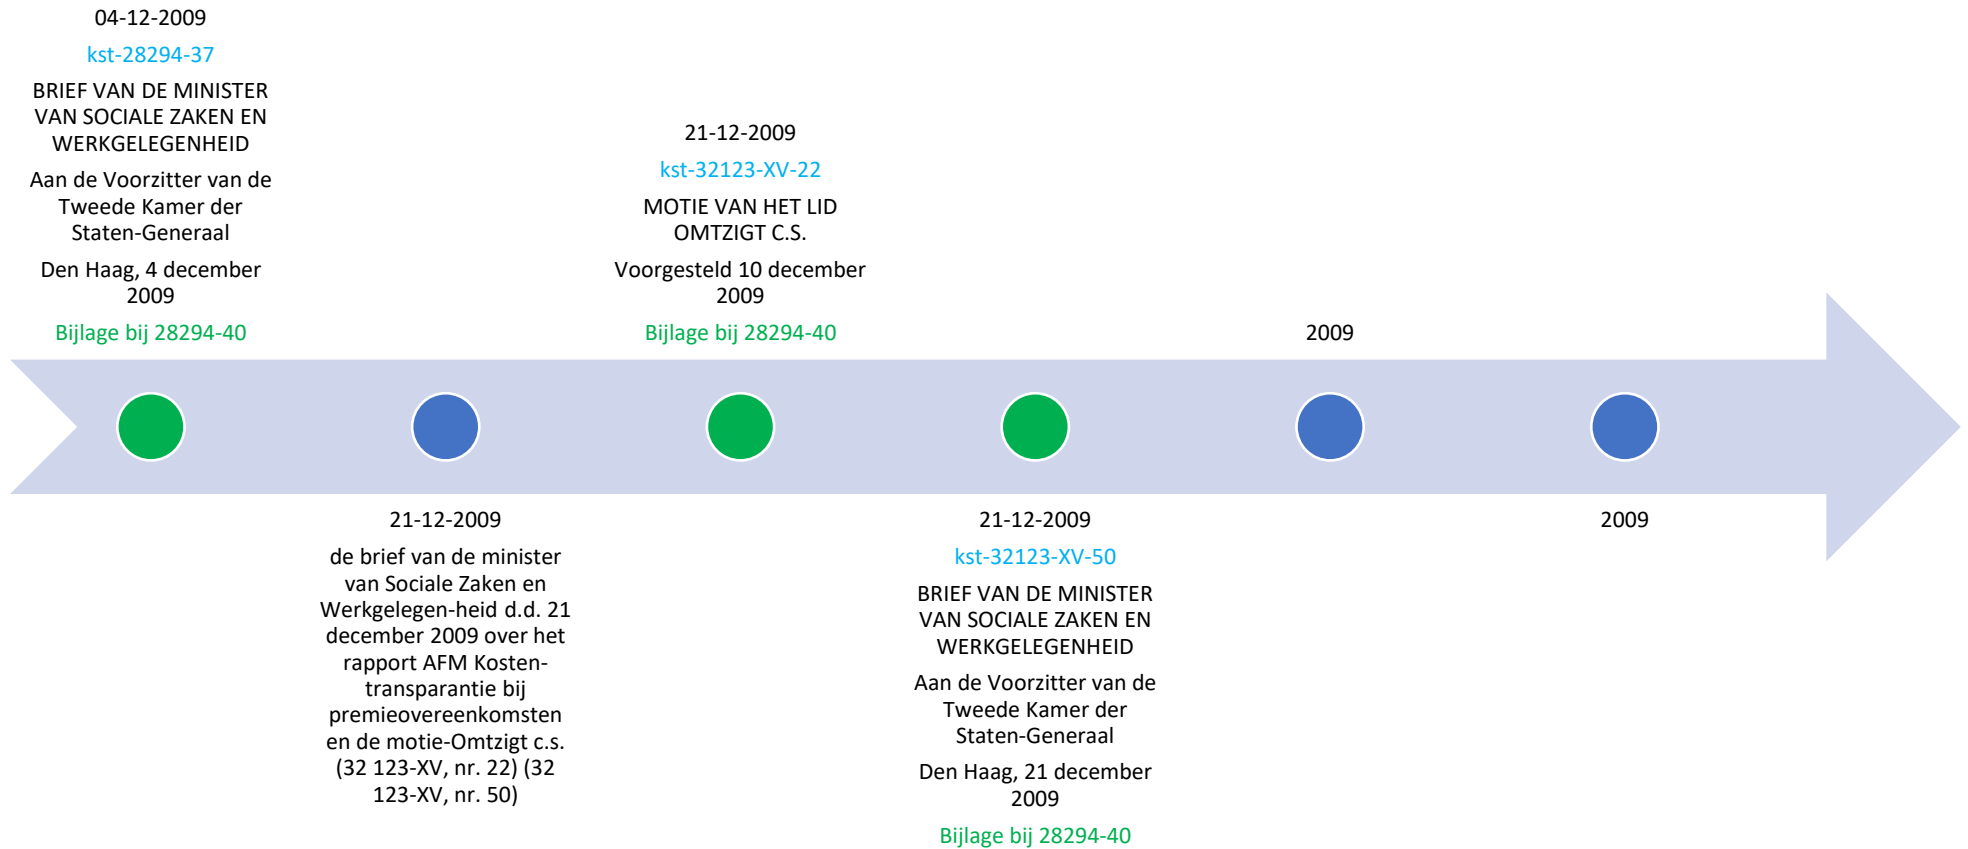 04-12-2009
kst-28294-37
BRIEF VAN DE MINISTER
VAN SOCIALE ZAKEN EN
WERKGELEGENHEID
Aan de Voorzitter van de
Tweede Kamer der
Staten-Generaal
Den Haag, 4 december
2009
Bijlage bij 28294-40
21-12-2009
de brief van de minister
van Sociale Zaken en
Werkgelegen-heid d.d. 21
december 2009 over het
rapport AFM Kosten-
transparantie bij
premieovereenkomsten
en de motie-Omtzigt c.s.
(32 123-XV, nr. 22) (32
123-XV, nr. 50)
21-12-2009
kst-32123-XV-22
MOTIE VAN HET LID
OMTZIGT C.S.
Voorgesteld 10 december
2009
Bijlage bij 28294-40
21-12-2009
kst-32123-XV-50
BRIEF VAN DE MINISTER
VAN SOCIALE ZAKEN EN
WERKGELEGENHEID
Aan de Voorzitter van de
Tweede Kamer der
Staten-Generaal
Den Haag, 21 december
2009
Bijlage bij 28294-40
2009
2009